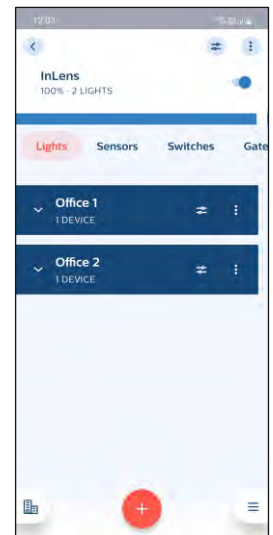 12:03
InLens
100% · 2 LIGHTS
Lights Sensors Switches Gate
Office 1
1 DEVICE
Office 2
1 DEVICE